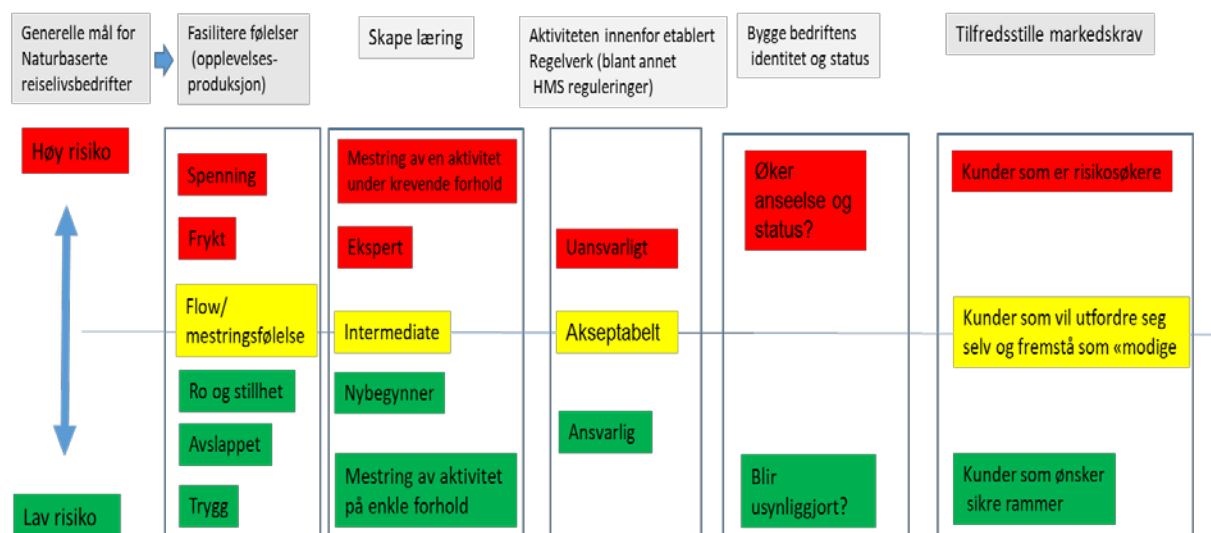 Generelle mål for
Naturbaserte
reiselivsbedrifter
Fasilitere følelser
(opplevelses-
produksjon)
Skape læring
Aktiviteten innenfor etablert
Regelverk (blant annet
HMS reguleringer)
Bygge bedriftens
identitet og status
Tilfredsstille markedskrav
Høy risiko
Lav risiko
Spenning
Frykt
Flow/
mestringsfølelse
Ro og stillhet
Avslappet
Trygg
Mestring av en aktivitet
under krevende forhold
Ekspert
Intermediate
Nybegynner
Mestring av aktivitet
på enkle forhold
Uansvarligt
Akseptabelt
Ansvarlig
Øker
anseelse og
status?
Blir
usynliggjort?
Kunder som er risikosøkere
Kunder som vil utfordre seg
selv og fremstå som «modige
Kunder som ønsker
sikre rammer